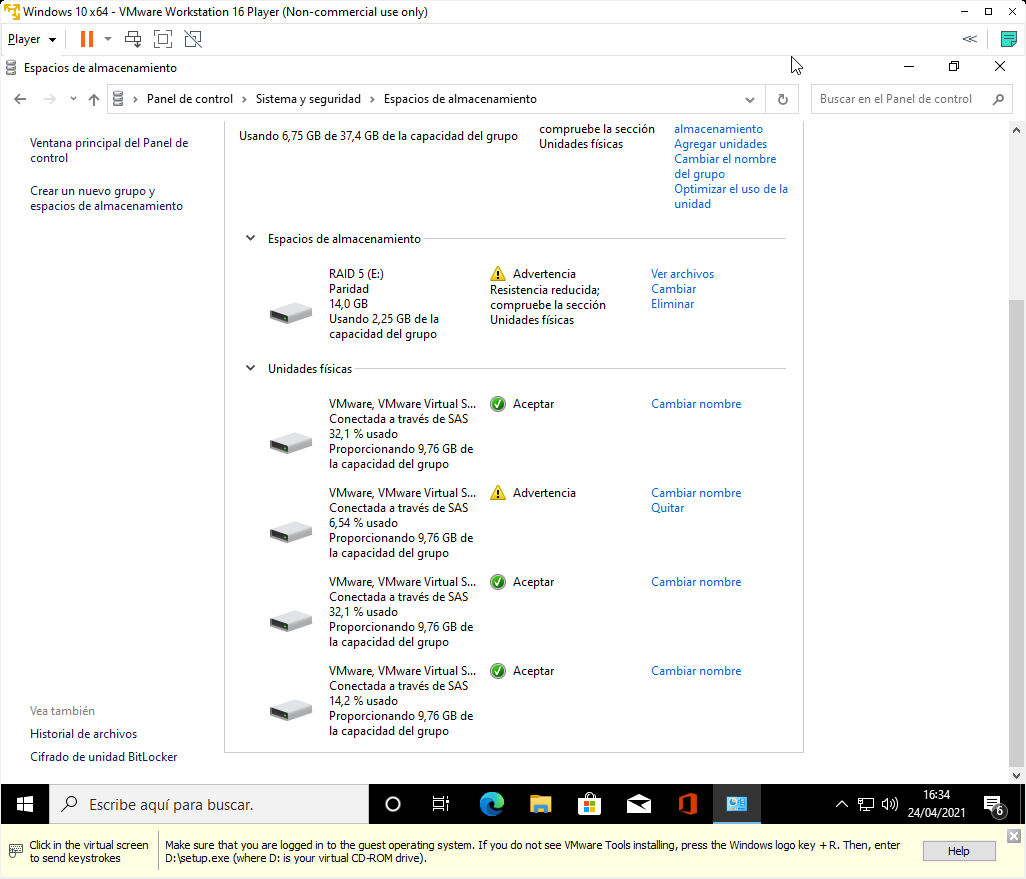 Windows 10 x64 - VMware Workstation 16 Player (Non-commercial use only)
Player
Espacios de almacenamiento
Panel de control > Sistema y seguridad > Espacios de almacenamiento
Buscar en el Panel de control
Ventana principal del Panel de
control
Crear un nuevo grupo y
espacios de almacenamiento
Usando 6,75 GB de 37,4 GB de la capacidad del grupo
compruebe la sección
Unidades físicas
almacenamiento
Agregar unidades
Cambiar el nombre
del grupo
Optimizar el uso de la
unidad
Espacios de almacenamiento
RAID 5 (E:)
Paridad
14,0 GB
Usando 2,25 GB de la
capacidad del grupo
Advertencia
Resistencia reducida;
compruebe la sección
Unidades físicas
Ver archivos
Cambiar
Eliminar
Unidades físicas
VMware, VMware Virtual S...
Conectada a través de SAS
32,1 % usado
Proporcionando 9,76 GB de
la capacidad del grupo
Aceptar
Cambiar nombre
VMware, VMware Virtual S...
Conectada a través de SAS
6,54 % usado
Proporcionando 9,76 GB de
la capacidad del grupo
Advertencia
Cambiar nombre
Quitar
VMware, VMware Virtual S...
Conectada a través de SAS
32,1 % usado
Proporcionando 9,76 GB de
la capacidad del grupo
Aceptar
Cambiar nombre
VMware, VMware Virtual S...
Conectada a través de SAS
14,2 % usado
Proporcionando 9,76 GB de
la capacidad del grupo
Aceptar
Cambiar nombre
Vea también
Historial de archivos
Cifrado de unidad BitLocker
Escribe aquí para buscar.
16:34
24/04/2021
6
Click in the virtual screen
to send keystrokes
Make sure that you are logged in to the guest operating system. If you do not see VMware Tools installing, press the Windows logo key + R. Then, enter
D:\setup.exe (where D: is your virtual CD-ROM drive).
Help